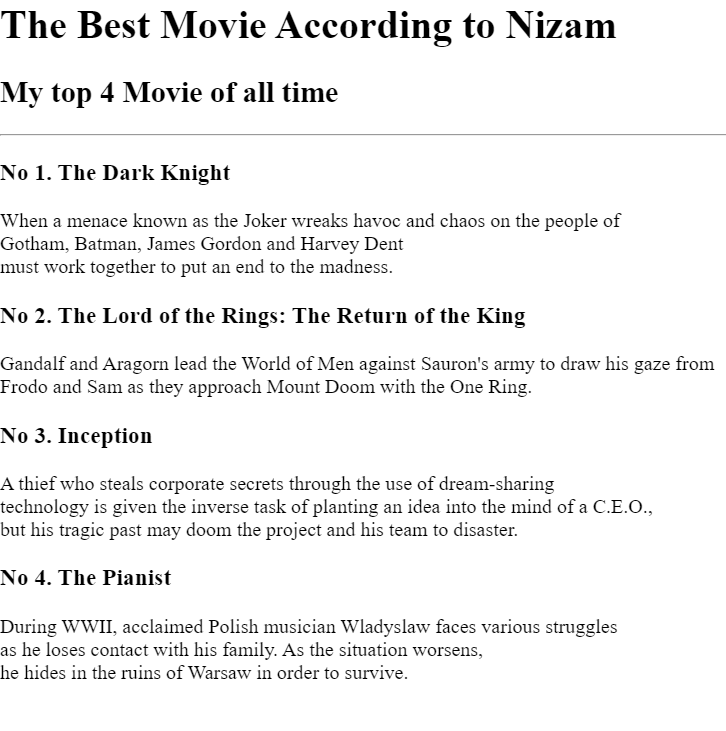 The Best Movie According to Nizam
My top 4 Movie of all time
No 1. The Dark Knight
When a menace known as the Joker wreaks havoc and chaos on the people of
Gotham, Batman, James Gordon and Harvey Dent
must work together to put an end to the madness.
No 2. The Lord of the Rings: The Return of the King
Gandalf and Aragorn lead the World of Men against Sauron's army to draw his gaze from
Frodo and Sam as they approach Mount Doom with the One Ring.
No 3. Inception
A thief who steals corporate secrets through the use of dream-sharing
technology is given the inverse task of planting an idea into the mind of a C.E.O.,
but his tragic past may doom the project and his team to disaster.
No 4. The Pianist
During WWII, acclaimed Polish musician Wladyslaw faces various struggles
as he loses contact with his family. As the situation worsens,
he hides in the ruins of Warsaw in order to survive.